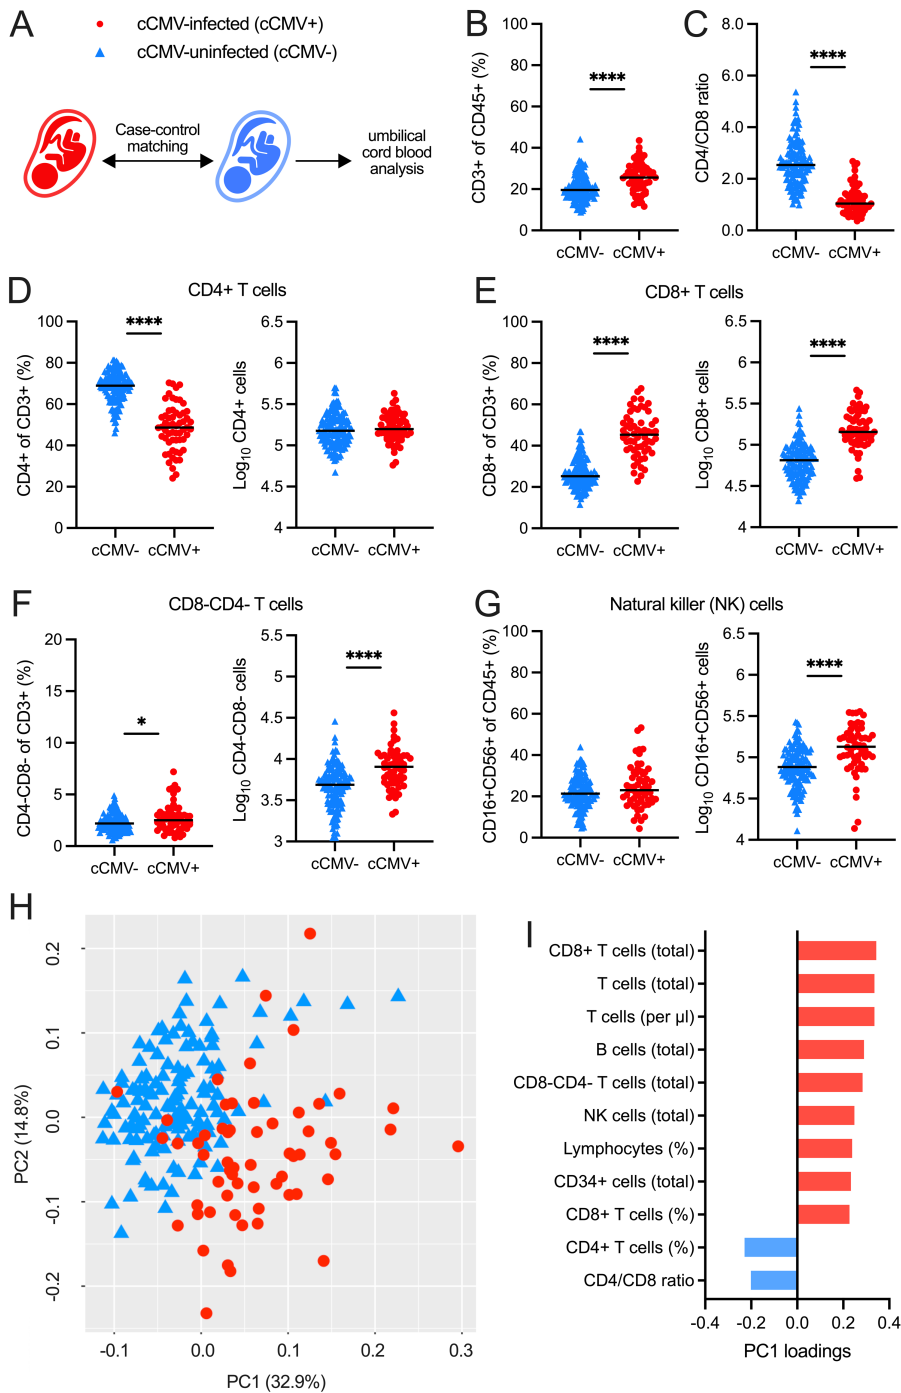 A
cCMV-infected (cCMV+)
cCMV-uninfected (cCMV-)
Case-control
matching
umbilical
cord blood
analysis
B
CD3+ of CD45+ (%)
100
80
60
40
20
0
****
cCMV- cCMV+
C
CD4/CD8 ratio
8.0
6.0
4.0
2.0
0.0
****
cCMV- cCMV+
D
CD4+ T cells
CD4+ of CD3+ (%)
100
80
60
40
20
0
****
cCMV- cCMV+
Log10 CD4+ cells
6.5
6
5.5
5
4.5
4
cCMV- cCMV+
E
CD8+ T cells
CD8+ of CD3+ (%)
100
80
60
40
20
0
****
cCMV- cCMV+
Log10 CD8+ cells
6.5
6
5.5
5
4.5
4
****
cCMV- cCMV+
F
CD8-CD4- T cells
CD4-CD8- of CD3+ (%)
20
15
10
5
0
*
cCMV- cCMV+
Log10 CD4-CD8- cells
5.5
5
4.5
4
3.5
3
****
cCMV- cCMV+
G
Natural killer (NK) cells
CD16+CD56+ of CD45+ (%)
100
80
60
40
20
0
cCMV- cCMV+
Log10 CD16+CD56+ cells
6.5
6
5.5
5
4.5
4
****
cCMV- cCMV+
H
PC2 (14.8%)
0.2
0.1
0.0
-0.1
-0.2
-0.1 0.0 0.1 0.2 0.3
PC1 (32.9%)
I
CD8+ T cells (total)
T cells (total)
T cells (per µl)
B cells (total)
CD8-CD4- T cells (total)
NK cells (total)
Lymphocytes (%)
CD34+ cells (total)
CD8+ T cells (%)
CD4+ T cells (%)
CD4/CD8 ratio
-0.4 -0.2 0.0 0.2 0.4
PC1 loadings